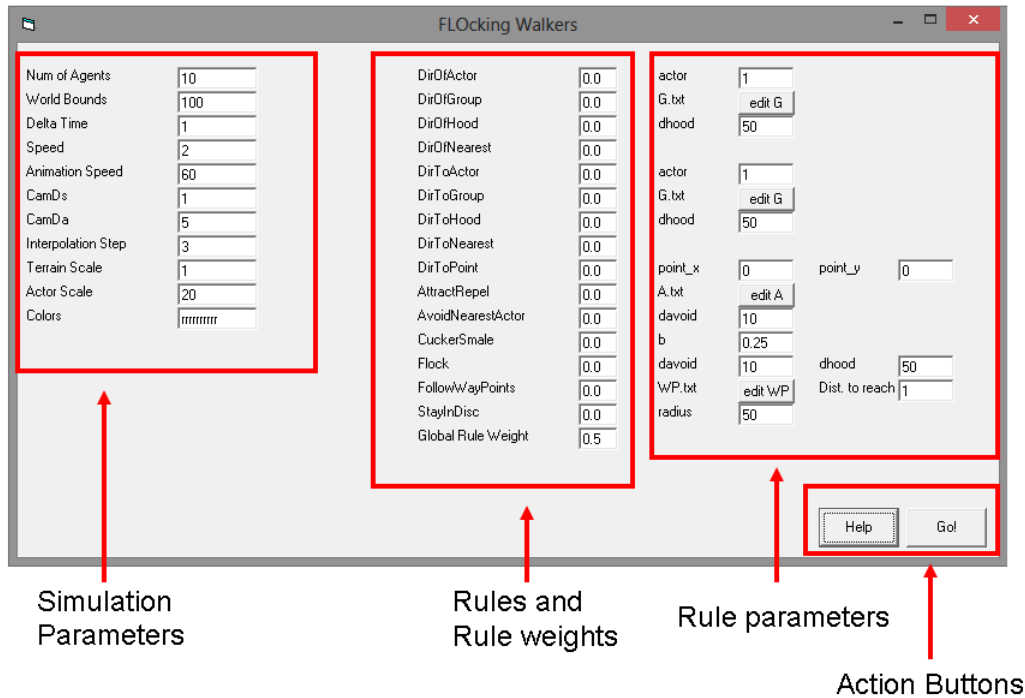 FLOcking Walkers
Num of Agents 10
World Bounds 100
Delta Time 1
Speed 2
Animation Speed 60
CamDs 1
CamDa 5
Interpolation Step 3
Terrain Scale 1
Actor Scale 20
Colors rrrrrrrrrr
DirOfActor 0.0
DirOfGroup 0.0
DirOfHood 0.0
DirOfNearest 0.0
DirToActor 0.0
DirToGroup 0.0
DirToHood 0.0
DirToNearest 0.0
DirToPoint 0.0
AttractRepel 0.0
AvoidNearestActor 0.0
CuckerSmale 0.0
Flock 0.0
FollowWayPoints 0.0
StayInDisc 0.0
Global Rule Weight 0.5
actor 1
G.txt edit G
dhood 50
actor 1
G.txt edit G
dhood 50
point_x 0 point_y 0
A.txt edit A
davoid 10
b 0.25
davoid 10 dhood 50
WP.txt edit WP Dist. to reach 1
radius 50
Help Go!
Simulation
Parameters
Rules and
Rule weights
Rule parameters
Action Buttons